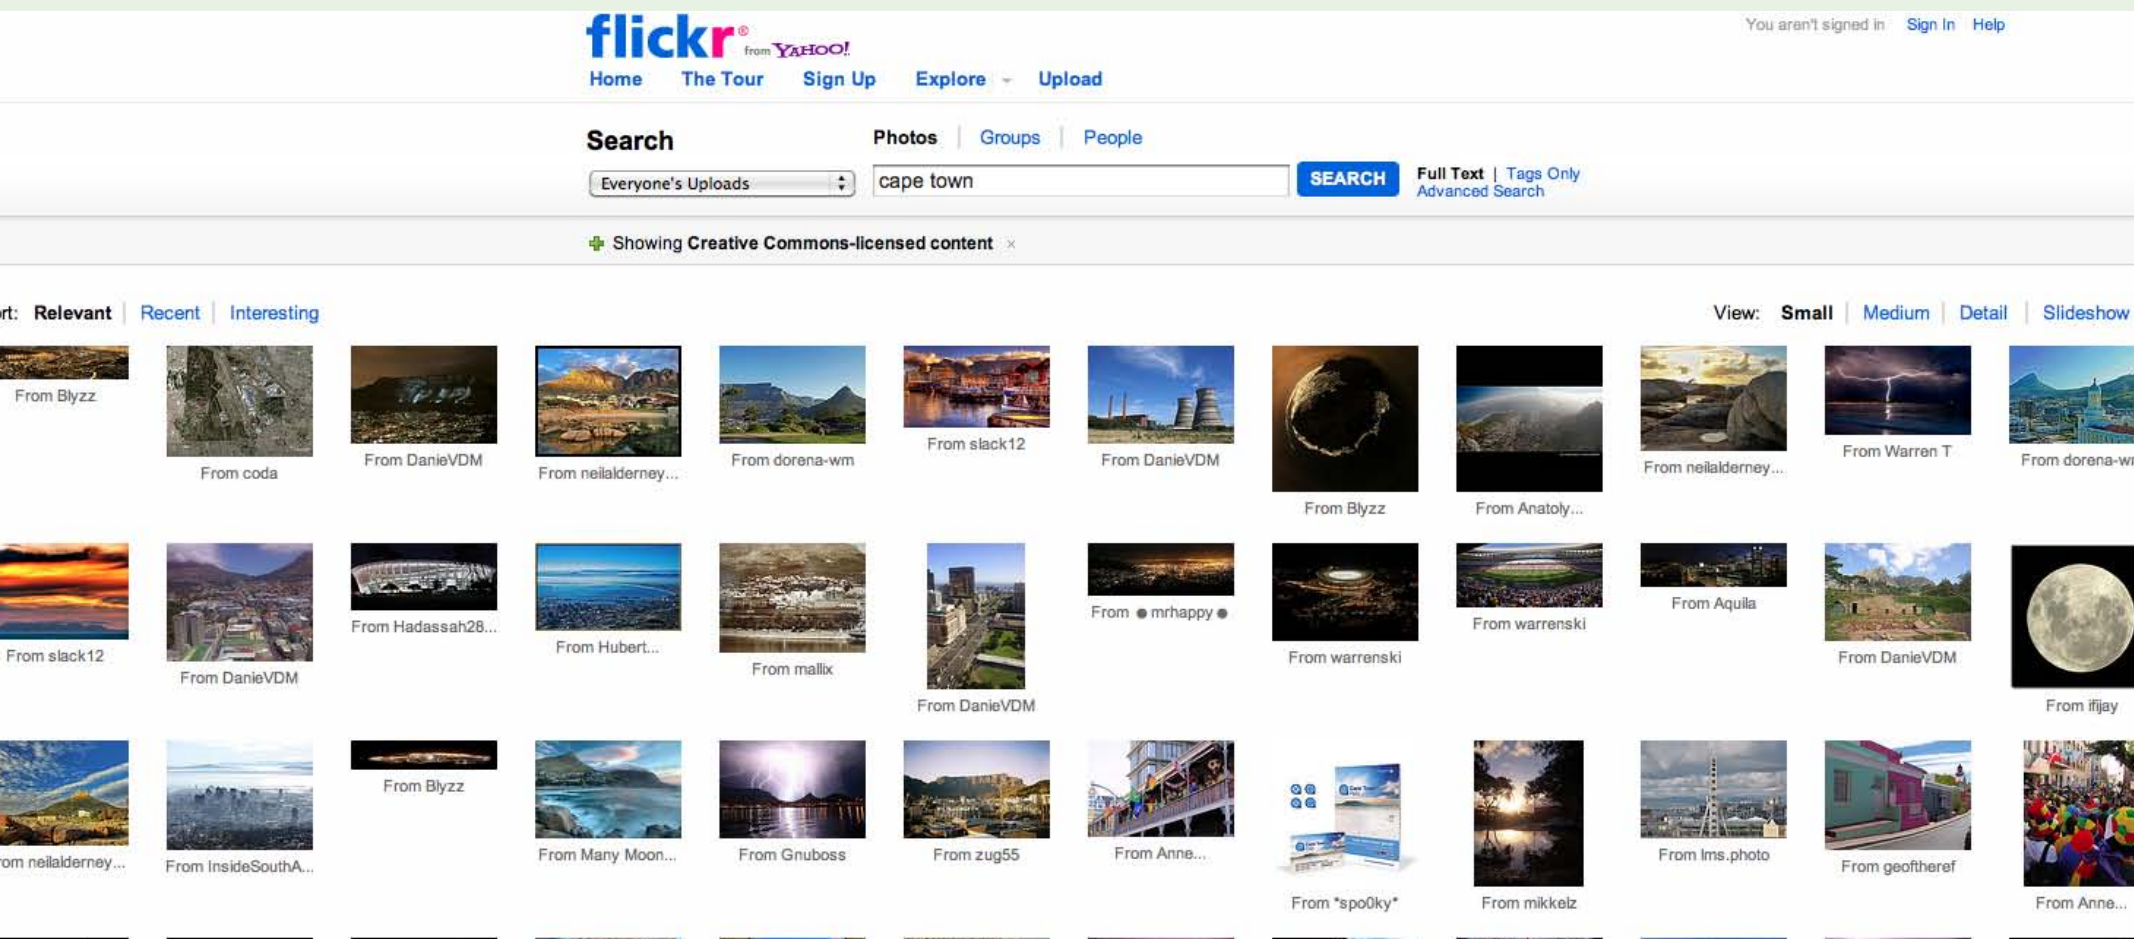 flickr® from YAHOO!
You aren't signed in Sign In Help
Home The Tour Sign Up Explore Upload
Search Photos Groups People
Everyone's Uploads cape town SEARCH Full Text | Tags Only
Advanced Search
Showing Creative Commons-licensed content ×
rt: Relevant Recent Interesting View: Small Medium Detail Slideshow
From Blyzz
From coda
From DanieVDM
From neilalderney...
From dorena-wm
From slack12
From DanieVDM
From Blyzz
From Anatoly...
From neilalderney...
From Warren T
From dorena-w
From slack12
From DanieVDM
From Hadassah28...
From Hubert...
From mallix
From DanieVDM
From ●mrhappy●
From warrenski
From warrenski
From Aquila
From DanieVDM
From ifijay
om neilalderney...
From InsideSouthA...
From Blyzz
From Many Moon...
From Gnuboss
From zug55
From Anne...
From *spo0ky*
From mikkelz
From lms.photo
From geoftheref
From Anne...